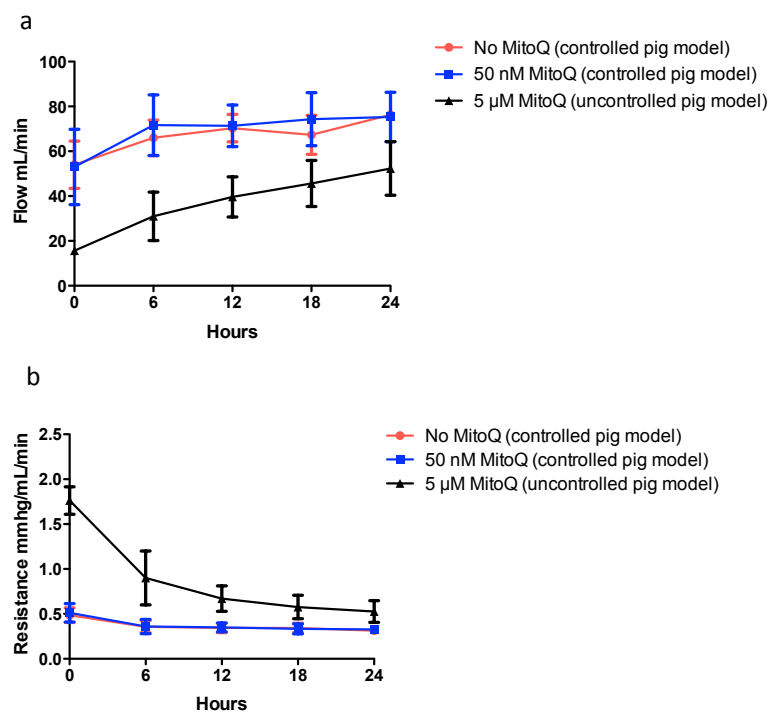 a
No MitoQ (controlled pig model)
50 nM MitoQ (controlled pig model)
5 µM MitoQ (uncontrolled pig model)
Flow mL/min
100
80
60
40
20
0
0 6 12 18 24
Hours
b
No MitoQ (controlled pig model)
50 nM MitoQ (controlled pig model)
5 µM MitoQ (uncontrolled pig model)
Resistance mmhg/mL/min
2.5
2.0
1.5
1.0
0.5
0.0
0 6 12 18 24
Hours